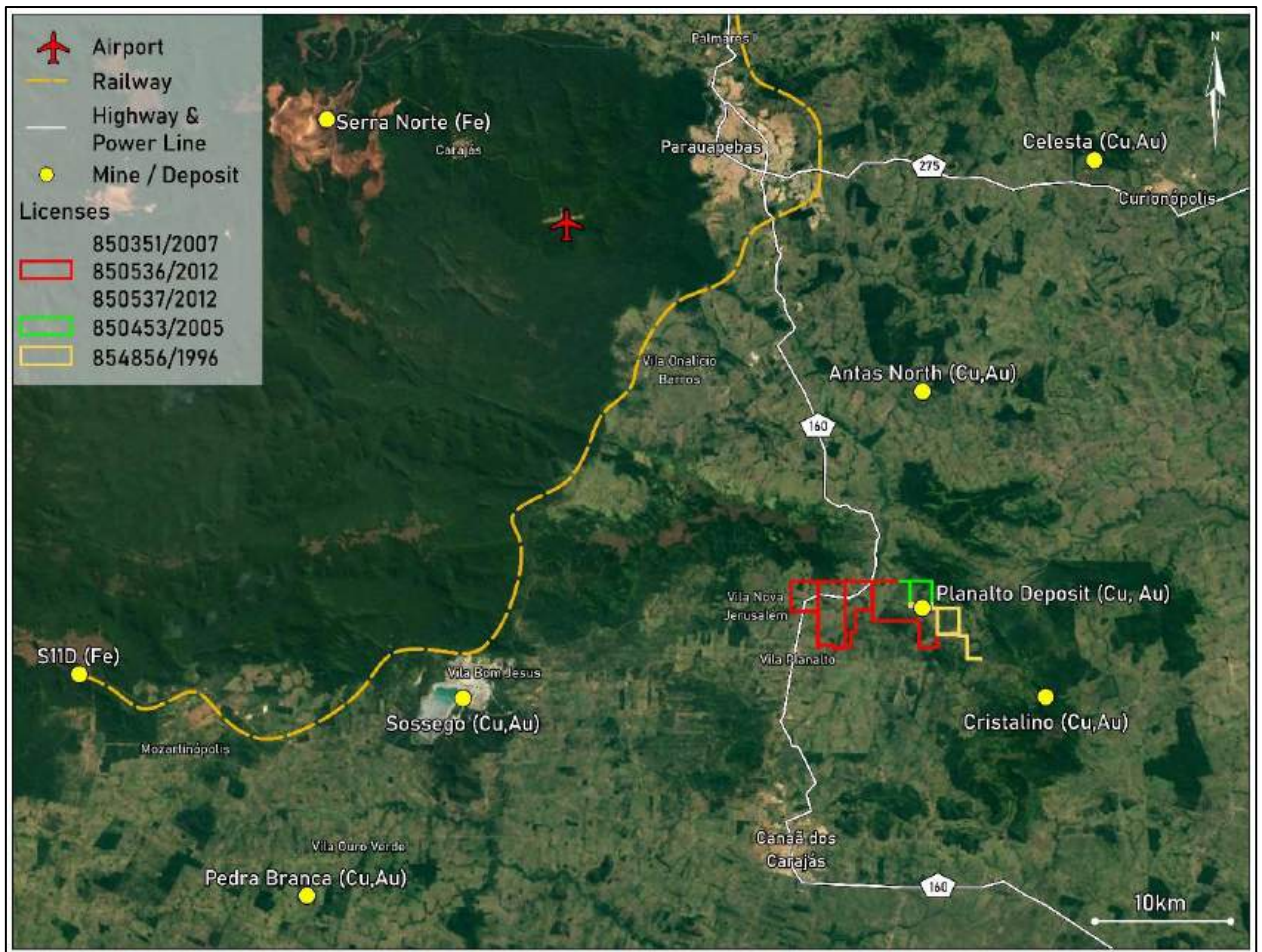 Airport
Railway
Highway &
Power Line
Mine / Deposit
Licenses
850351/2007
850536/2012
850537/2012
850453/2005
854856/1996
N
Palmares I
Serra Norte (Fe)
Carajás
Parauapebas
Celesta (Cu,Au)
275
Curionópolis
Vila Onalício
Barros
Antas North (Cu,Au)
160
Vila Nova
Jerusalém
Planalto Deposit (Cu, Au)
Vila Planalto
S11D (Fe)
Vila Bom Jesus
Sossego (Cu,Au)
Cristalino (Cu,Au)
Mozartinópolis
Vila Ouro Verde
Canaã dos
Carajás
Pedra Branca (Cu,Au)
160
10km